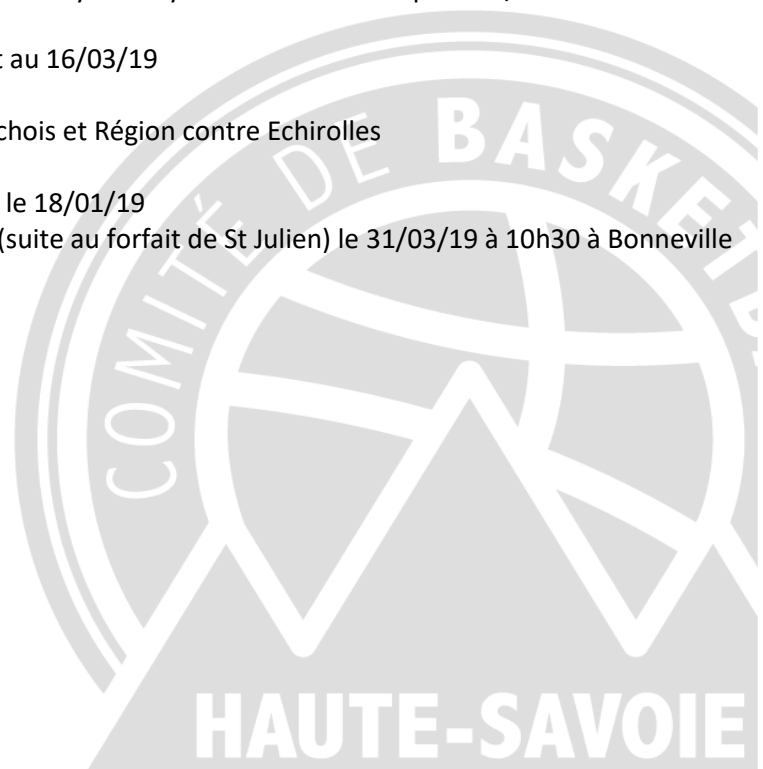 t au 16/03/19
chois et Région contre Echirolles
le 18/01/19
(suite au forfait de St Julien) le 31/03/19 à 10h30 à Bonneville
COMITÉ DE BASKETB
HAUTE-SAVOIE